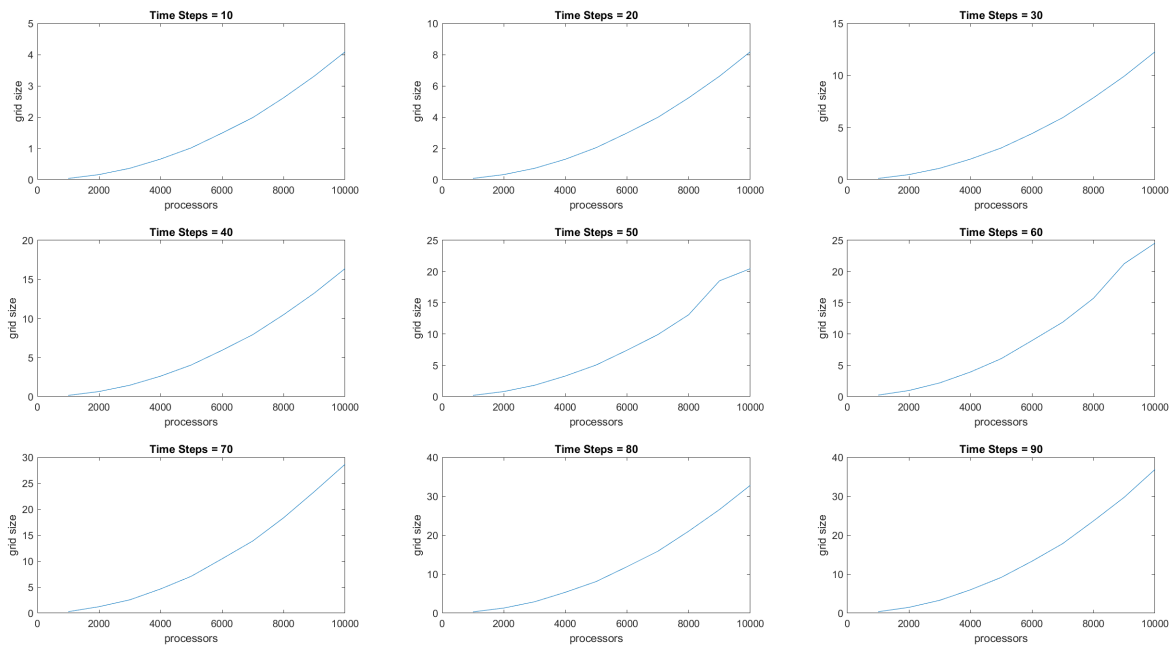 Time Steps = 10
5
4
3
2
1
0
grid size
0 2000 4000 6000 8000 10000
processors
Time Steps = 20
10
8
6
4
2
0
grid size
0 2000 4000 6000 8000 10000
processors
Time Steps = 30
15
10
5
0
grid size
0 2000 4000 6000 8000 10000
processors
Time Steps = 40
20
15
10
5
0
grid size
0 2000 4000 6000 8000 10000
processors
Time Steps = 50
25
20
15
10
5
0
grid size
0 2000 4000 6000 8000 10000
processors
Time Steps = 60
25
20
15
10
5
0
grid size
0 2000 4000 6000 8000 10000
processors
Time Steps = 70
30
25
20
15
10
5
0
grid size
0 2000 4000 6000 8000 10000
processors
Time Steps = 80
40
30
20
10
0
grid size
0 2000 4000 6000 8000 10000
processors
Time Steps = 90
40
30
20
10
0
grid size
0 2000 4000 6000 8000 10000
processors